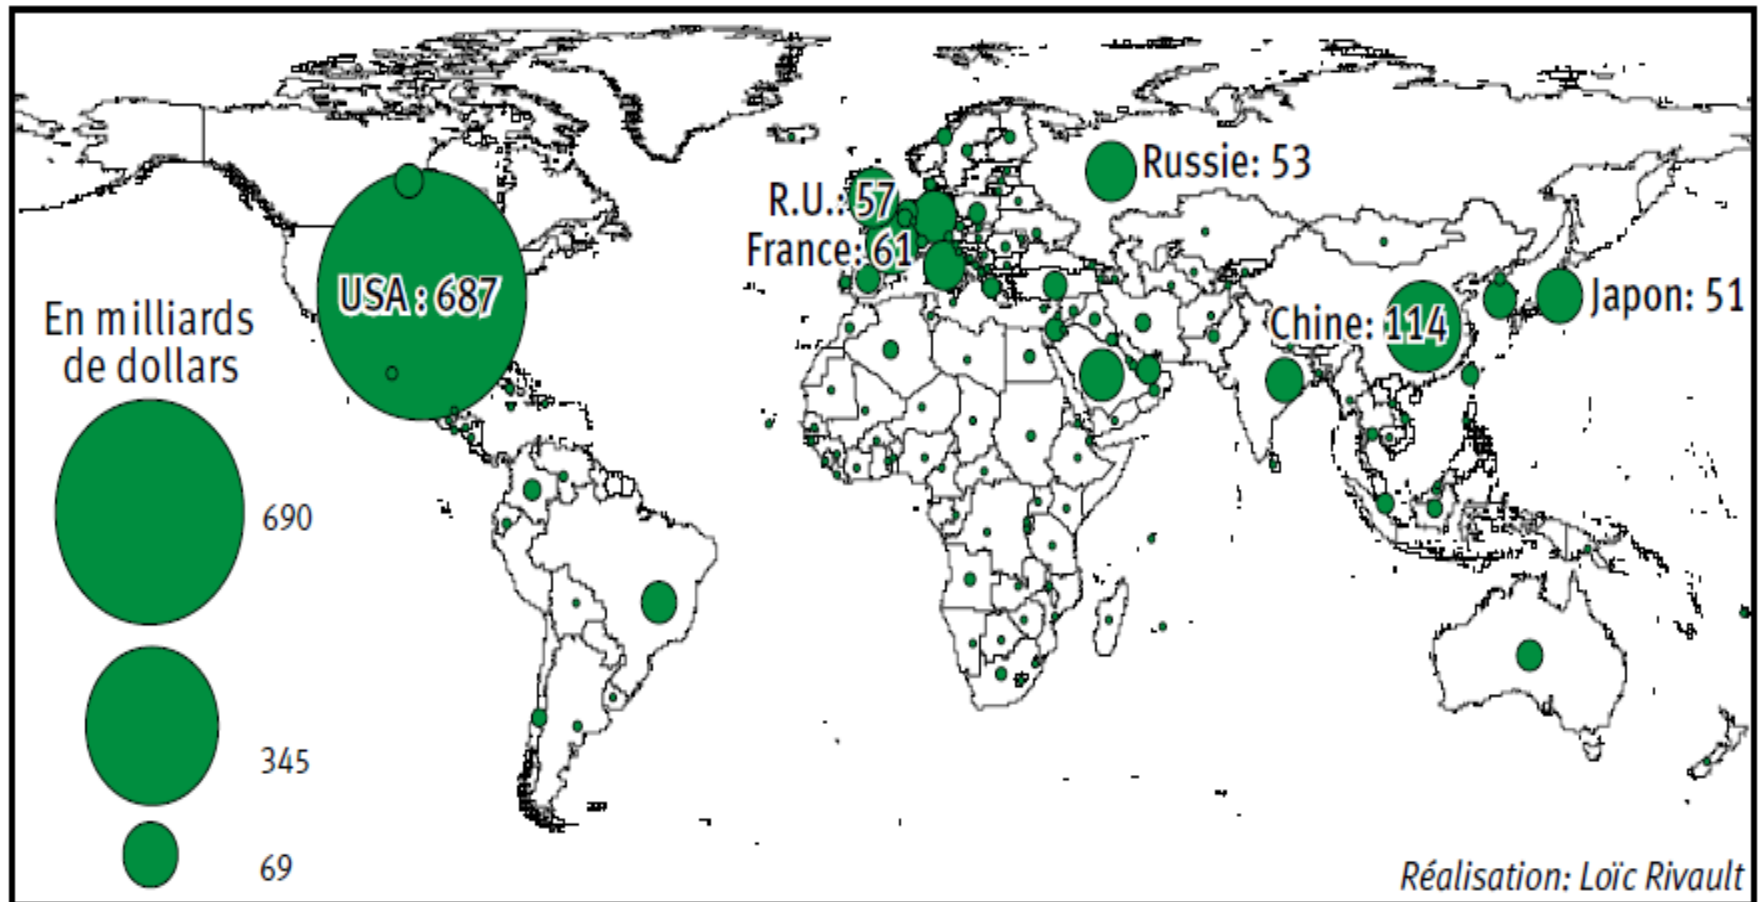 Russie: 53
R.U.: 57
France: 61
USA : 687
Japon: 51
Chine: 114
En milliards
de dollars
690
345
69
Réalisation: Loïc Rivault